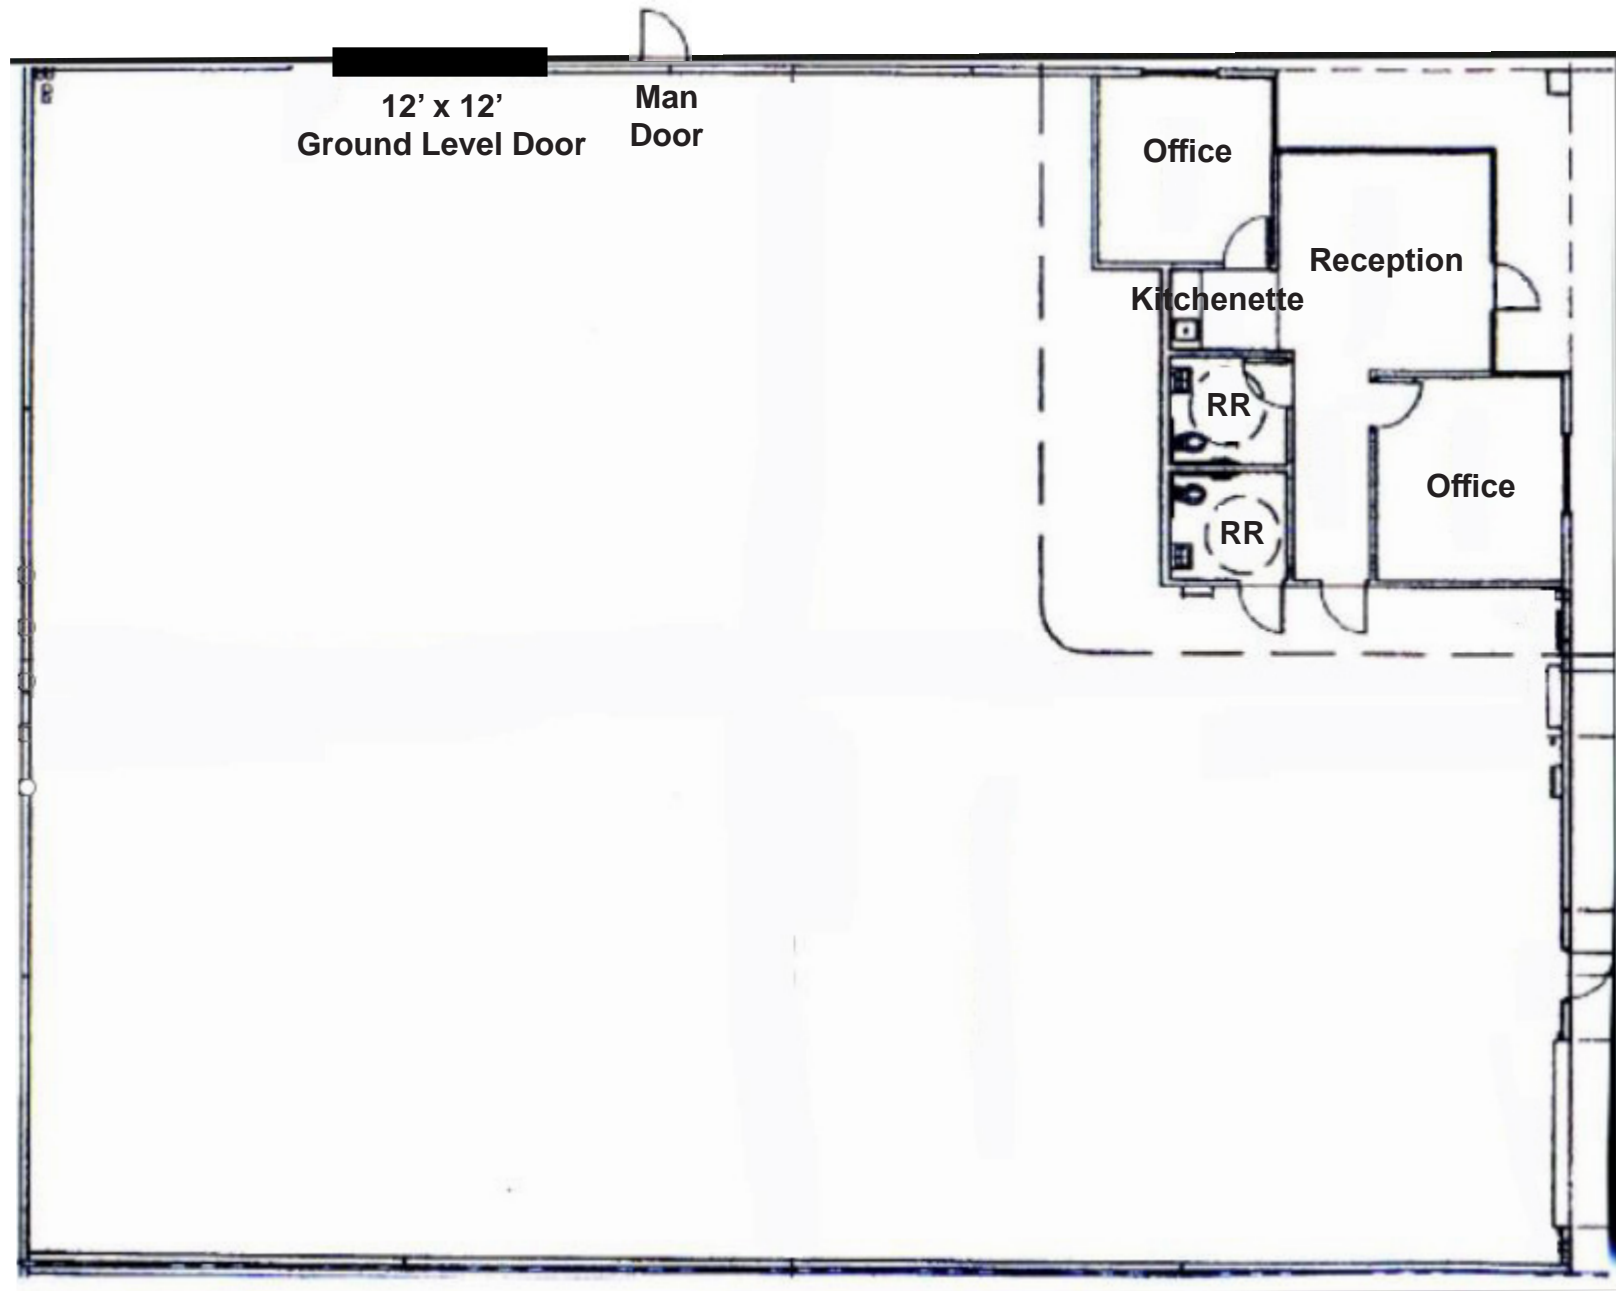 12’ x 12’
Ground Level Door
Man
Door
Office
Reception
Kitchenette
RR
Office
RR